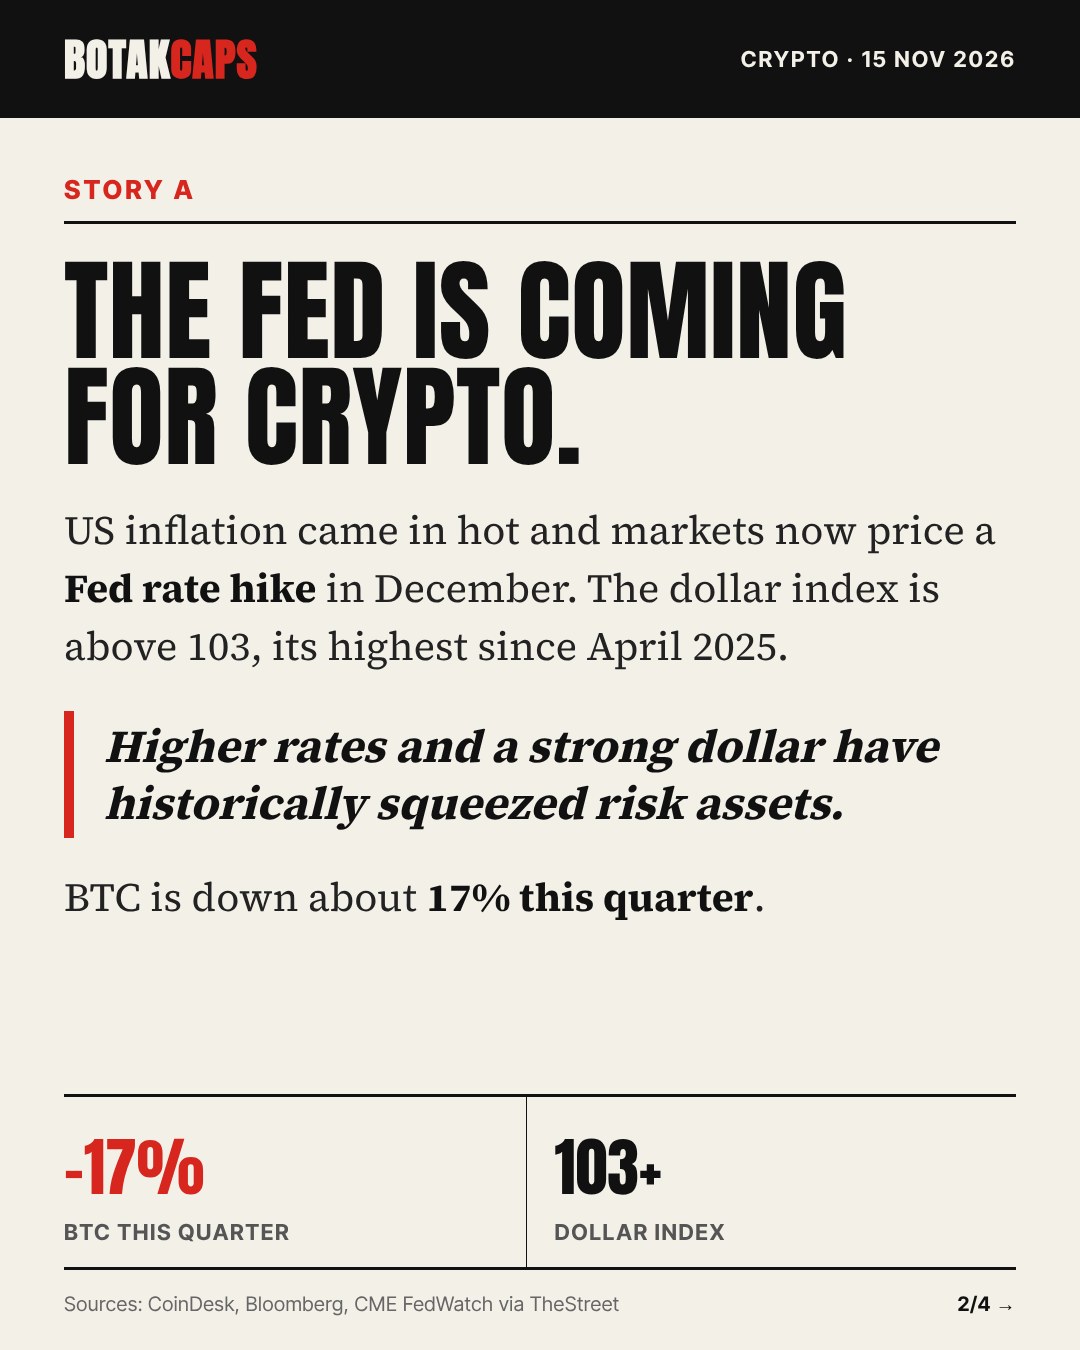 BOTAKCAPS
CRYPTO · 15 NOV 2026
STORY A
THE FED IS COMING
FOR CRYPTO.
US inflation came in hot and markets now price a
Fed rate hike in December. The dollar index is
above 103, its highest since April 2025.
Higher rates and a strong dollar have
historically squeezed risk assets.
BTC is down about 17% this quarter.
-17%
BTC THIS QUARTER
103+
DOLLAR INDEX
Sources: CoinDesk, Bloomberg, CME FedWatch via TheStreet
2/4 →